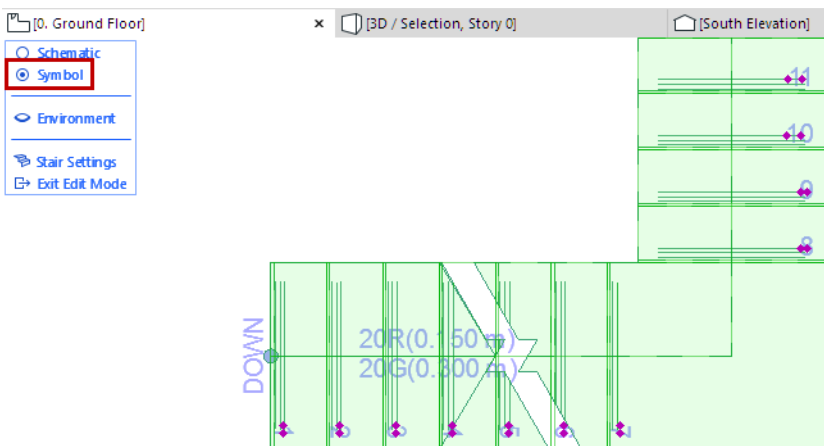 [0. Ground Floor]
[3D / Selection, Story 0]
[South Elevation]
Schematic
Symbol
Environment
Stair Settings
Exit Edit Mode
11
10
9
8
DOWN
20R(0.150 m)
20G(0.300 m)